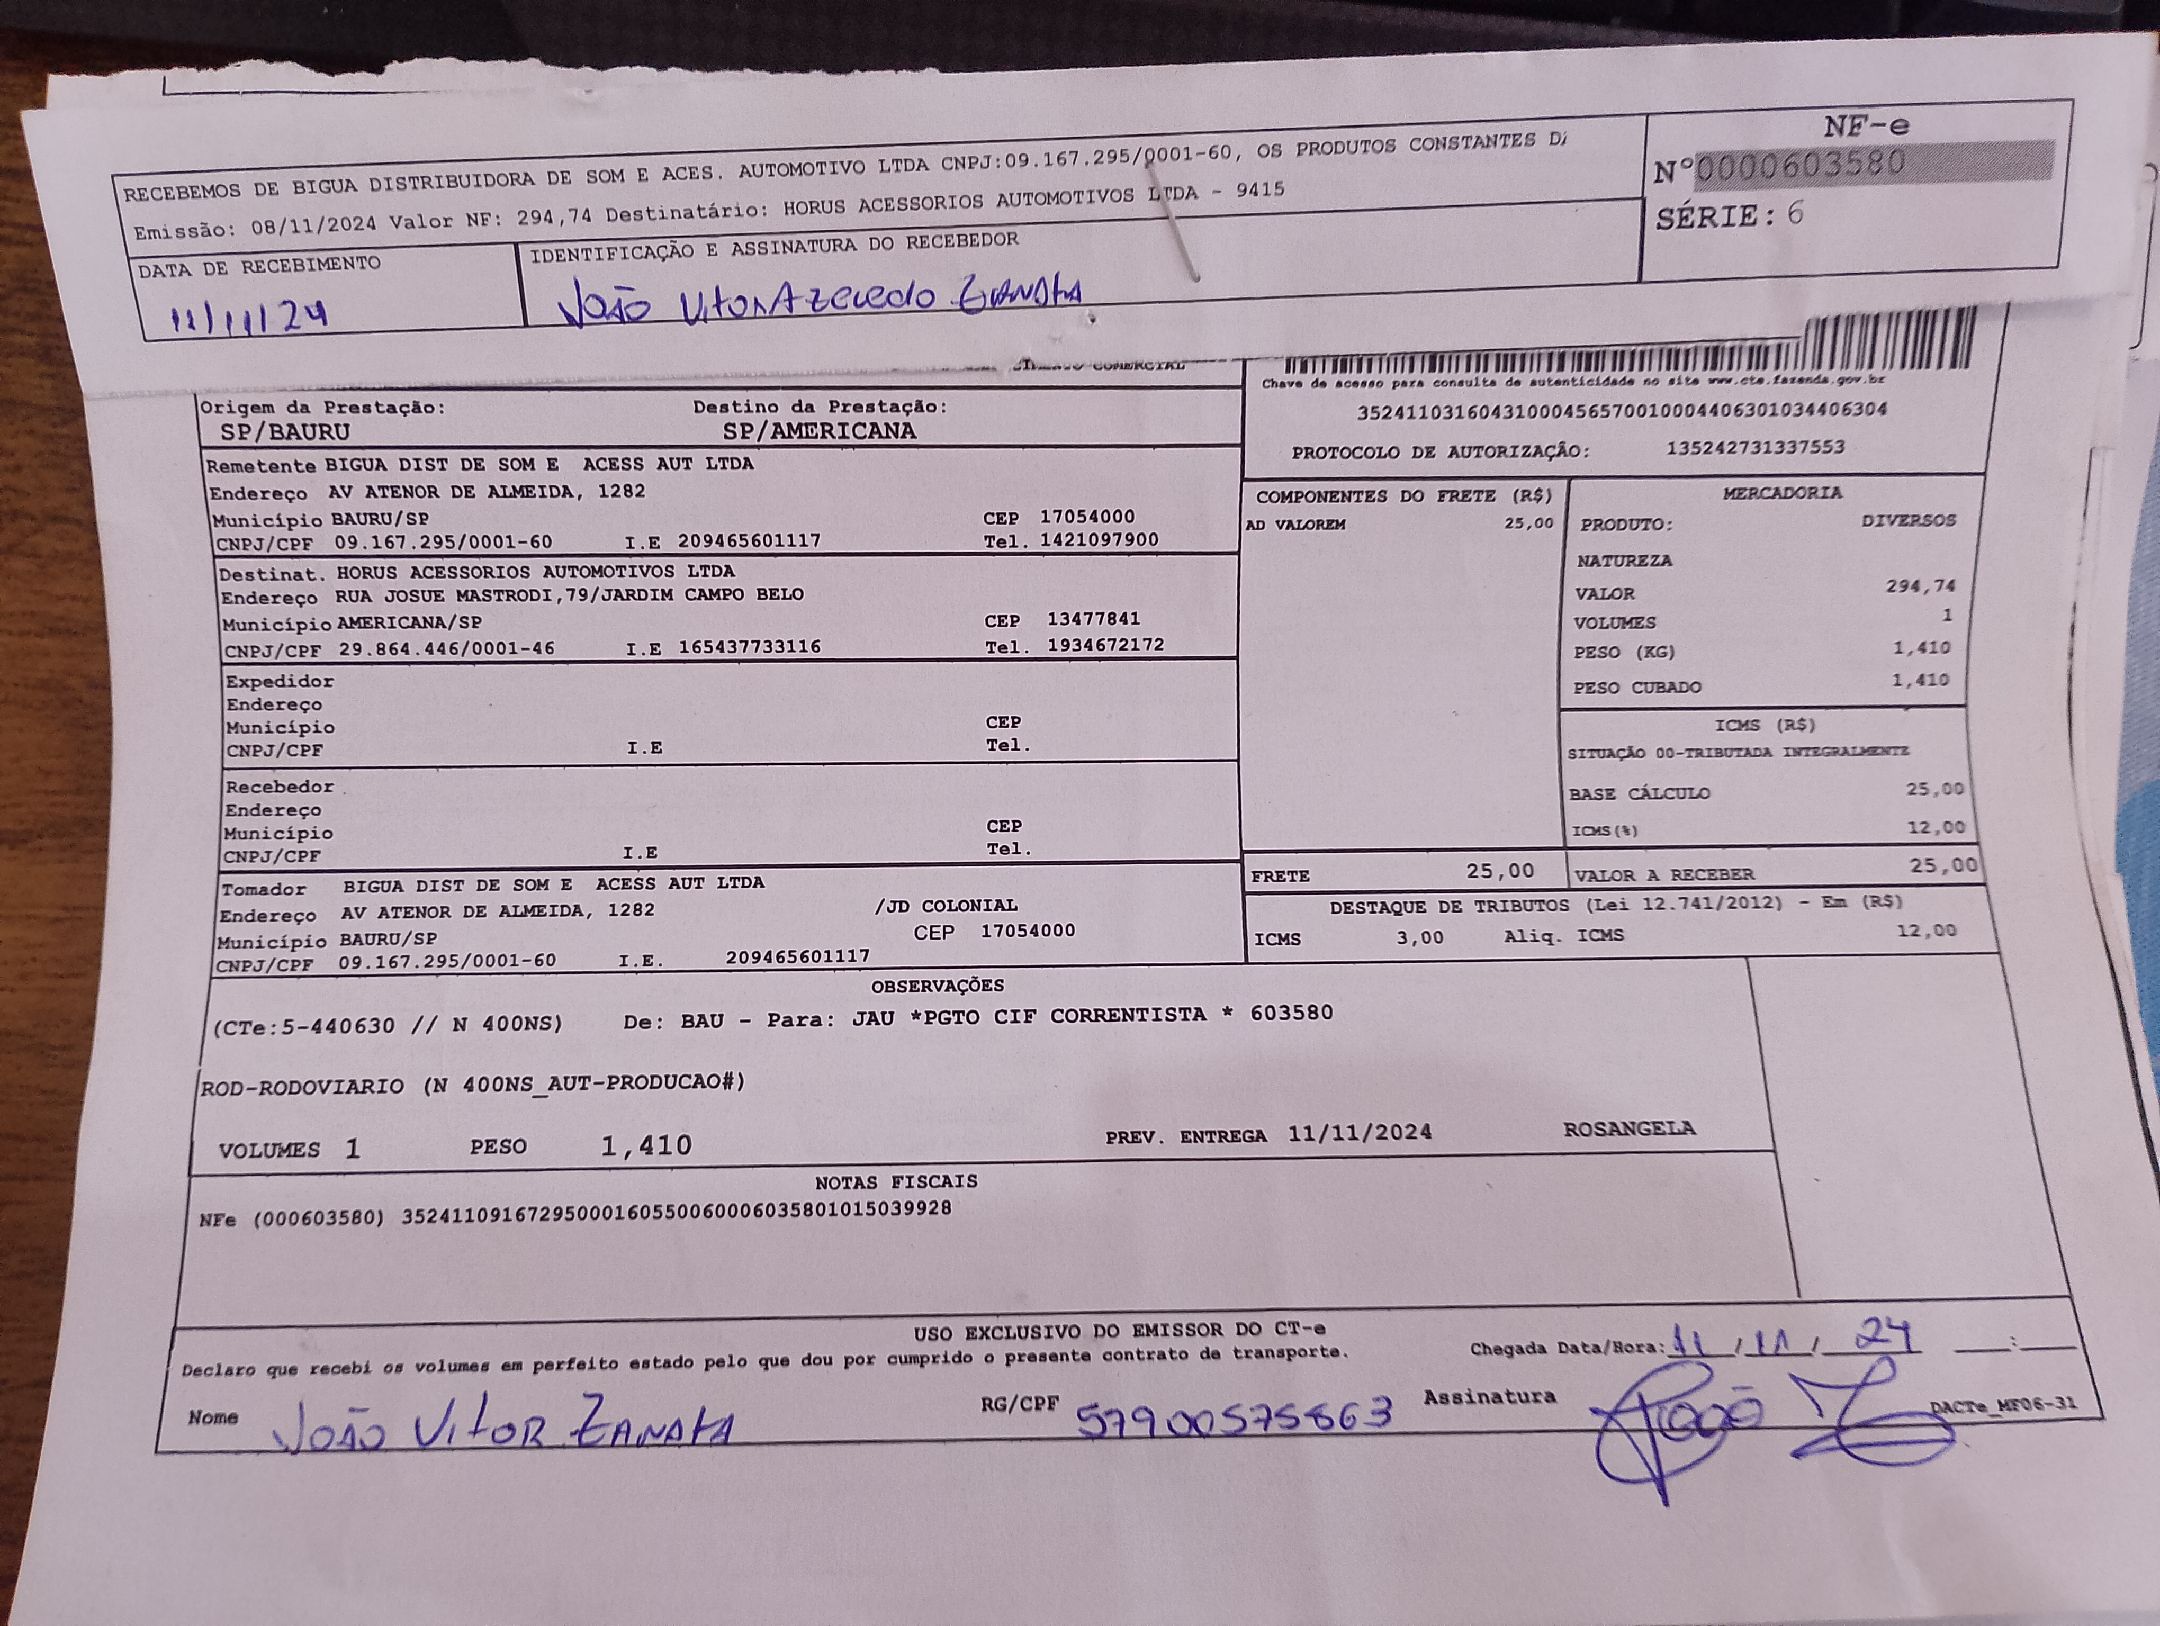 RECEBEMOS DE BIGUA DISTRIBUIDORA DE SOM E ACES. AUTOMOTIVO LTDA CNPJ:09.167.295/0001-60, OS PRODUTOS CONSTANTES
Emissão: 08/11/2024 Valor NF: 294,74 Destinatário: HORUS ACESSORIOS AUTOMOTIVOS LTDA - 9415
NF-e
Nº0000603580
SÉRIE: 6
DATA DE RECEBIMENTO
11/11/24
IDENTIFICAÇÃO E ASSINATURA DO RECEBEDOR
João Vitor Azevedo Zanata
Chave de acesso para consulta de autenticidade no site www.cte.fazenda.gov.br
35241103160431000456570010004406301034406304
PROTOCOLO DE AUTORIZAÇÃO: 135242731337553
Origem da Prestação: Destino da Prestação:
SP/BAURU SP/AMERICANA
Remetente BIGUA DIST DE SOM E ACESS AUT LTDA
Endereço AV ATENOR DE ALMEIDA, 1282
Município BAURU/SP CEP 17054000
CNPJ/CPF 09.167.295/0001-60 I.E 209465601117 Tel. 1421097900
Destinat. HORUS ACESSORIOS AUTOMOTIVOS LTDA
Endereço RUA JOSUE MASTRODI,79/JARDIM CAMPO BELO
Município AMERICANA/SP CEP 13477841
CNPJ/CPF 29.864.446/0001-46 I.E 165437733116 Tel. 1934672172
Expedidor
Endereço
Município CEP
CNPJ/CPF I.E Tel.
Recebedor
Endereço
Município CEP
CNPJ/CPF I.E Tel.
Tomador BIGUA DIST DE SOM E ACESS AUT LTDA
Endereço AV ATENOR DE ALMEIDA, 1282 /JD COLONIAL
Município BAURU/SP CEP 17054000
CNPJ/CPF 09.167.295/0001-60 I.E. 209465601117
COMPONENTES DO FRETE (R$)
AD VALOREM 25,00
MERCADORIA
PRODUTO: DIVERSOS
NATUREZA
VALOR 294,74
VOLUMES 1
PESO (KG) 1,410
PESO CUBADO 1,410
ICMS (R$)
SITUAÇÃO 00-TRIBUTADA INTEGRALMENTE
BASE CÁLCULO 25,00
ICMS(%) 12,00
FRETE 25,00 VALOR A RECEBER 25,00
DESTAQUE DE TRIBUTOS (Lei 12.741/2012) - Em (R$)
ICMS 3,00 Aliq. ICMS 12,00
OBSERVAÇÕES
(CTe:5-440630 // N 400NS) De: BAU - Para: JAU *PGTO CIF CORRENTISTA * 603580
ROD-RODOVIARIO (N 400NS_AUT-PRODUCAO#)
VOLUMES 1 PESO 1,410 PREV. ENTREGA 11/11/2024 ROSANGELA
NOTAS FISCAIS
NFe (000603580) 35241109167295000160550060006035801015039928
USO EXCLUSIVO DO EMISSOR DO CT-e
Declaro que recebi os volumes em perfeito estado pelo que dou por cumprido o presente contrato de transporte. Chegada Data/Hora: 11/11/24 :
Nome João Vitor Zanata RG/CPF 57900575863 Assinatura João DACTe_MF06-31